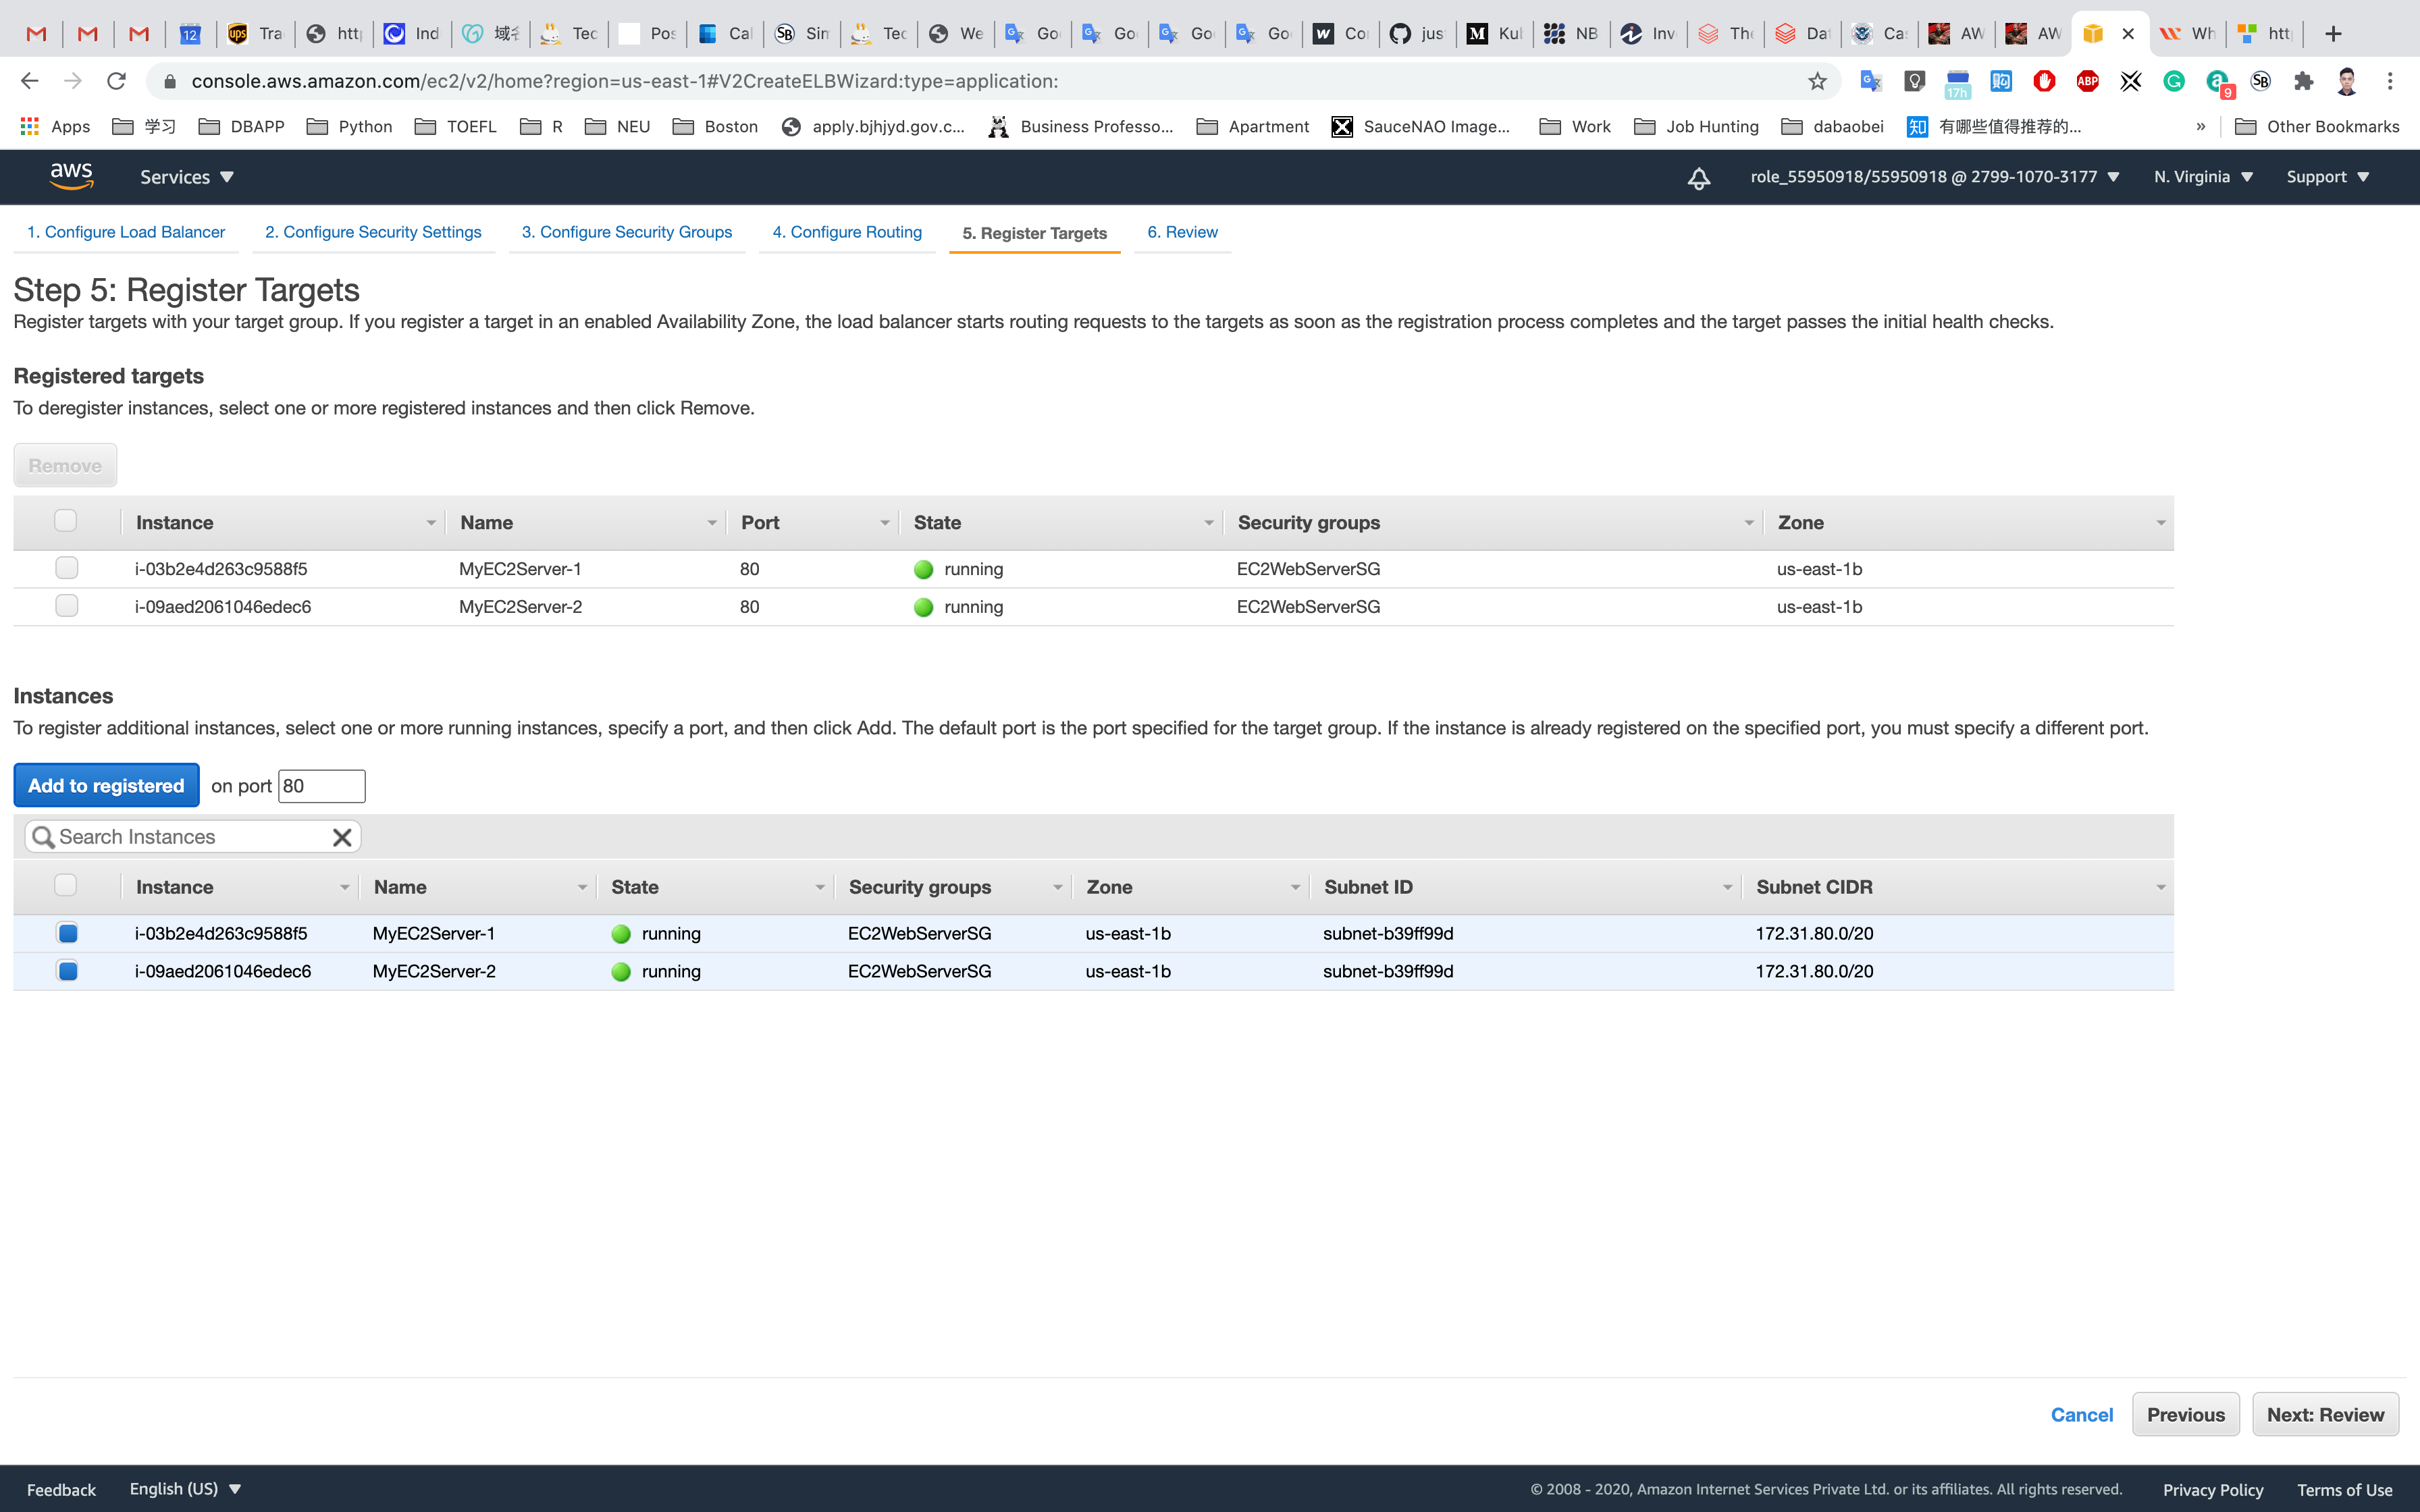 12 Tra htt Ind 域名 Tec Pos Cal Sim Tec We Go Go Go Go Co jus Kub NB Inv The Dat Cas AW AW Wh htt
console.aws.amazon.com/ec2/v2/home?region=us-east-1#V2CreateELBWizard:type=application:
17h ABP 9
Apps 学习 DBAPP Python TOEFL R NEU Boston apply.bjhjyd.gov.c... Business Professo... Apartment SauceNAO Image... Work Job Hunting dabaobei 知 有哪些值得推荐的... » Other Bookmarks
aws Services role_55950918/55950918 @ 2799-1070-3177 N. Virginia Support
1. Configure Load Balancer 2. Configure Security Settings 3. Configure Security Groups 4. Configure Routing 5. Register Targets 6. Review
Step 5: Register Targets
Register targets with your target group. If you register a target in an enabled Availability Zone, the load balancer starts routing requests to the targets as soon as the registration process completes and the target passes the initial health checks.
Registered targets
To deregister instances, select one or more registered instances and then click Remove.
Remove
Instance Name Port State Security groups Zone
i-03b2e4d263c9588f5 MyEC2Server-1 80 running EC2WebServerSG us-east-1b
i-09aed2061046edec6 MyEC2Server-2 80 running EC2WebServerSG us-east-1b
Instances
To register additional instances, select one or more running instances, specify a port, and then click Add. The default port is the port specified for the target group. If the instance is already registered on the specified port, you must specify a different port.
Add to registered on port 80
Search Instances
Instance Name State Security groups Zone Subnet ID Subnet CIDR
i-03b2e4d263c9588f5 MyEC2Server-1 running EC2WebServerSG us-east-1b subnet-b39ff99d 172.31.80.0/20
i-09aed2061046edec6 MyEC2Server-2 running EC2WebServerSG us-east-1b subnet-b39ff99d 172.31.80.0/20
Cancel Previous Next: Review
Feedback English (US) © 2008 - 2020, Amazon Internet Services Private Ltd. or its affiliates. All rights reserved. Privacy Policy Terms of Use